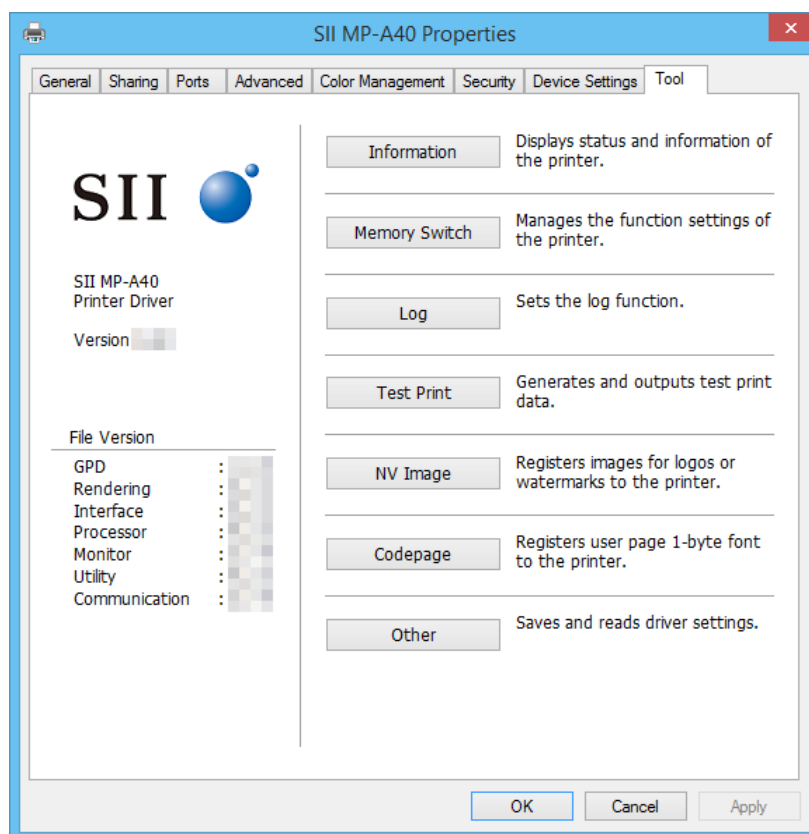 SII MP-A40 Properties
General Sharing Ports Advanced Color Management Security Device Settings Tool
SII
SII MP-A40
Printer Driver
Version
File Version
GPD :
Rendering :
Interface :
Processor :
Monitor :
Utility :
Communication :
Information
Displays status and information of
the printer.
Memory Switch
Manages the function settings of
the printer.
Log
Sets the log function.
Test Print
Generates and outputs test print
data.
NV Image
Registers images for logos or
watermarks to the printer.
Codepage
Registers user page 1-byte font
to the printer.
Other
Saves and reads driver settings.
OK Cancel Apply